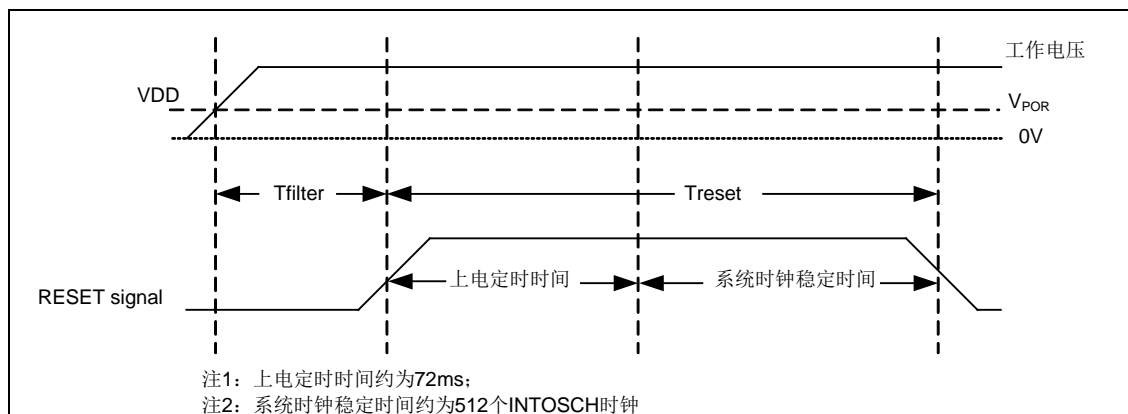 工作电压
VDD
VPOR
0V
Tfilter
Treset
上电定时时间
系统时钟稳定时间
RESET signal
注1：上电定时时间约为72ms；
注2：系统时钟稳定时间约为512个INTOSCH时钟